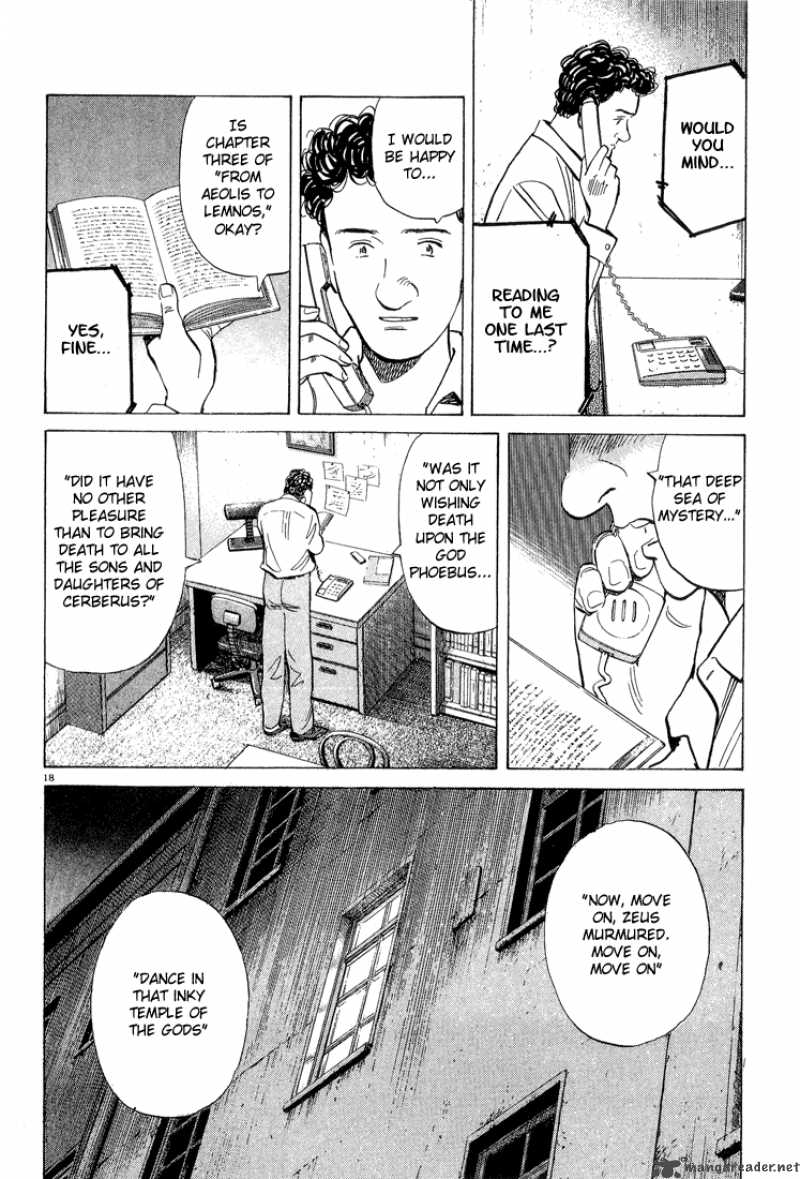 WOULD
YOU
MIND...
READING
TO ME
ONE LAST
TIME...?
I WOULD
BE HAPPY
TO...
IS
CHAPTER
THREE OF
"FROM
AEOLIS TO
LEMNOS,"
OKAY?
YES,
FINE...
"THAT DEEP
SEA OF
MYSTERY..."
"WAS IT
NOT ONLY
WISHING
DEATH
UPON THE
GOD
PHOEBUS...
"DID IT HAVE
NO OTHER
PLEASURE
THAN TO BRING
DEATH TO ALL
THE SONS AND
DAUGHTERS OF
CERBERUS?"
18
"NOW, MOVE
ON, ZEUS
MURMURED.
MOVE ON,
MOVE ON"
"DANCE IN
THAT INKY
TEMPLE OF
THE GODS"
mangareader.net